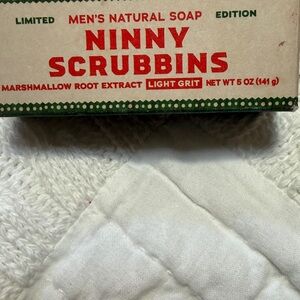 LIMITED MEN'S NATURAL SOAP EDITION
NINNY
SCRUBBINS
MARSHMALLOW ROOT EXTRACT LIGHT GRIT NET WT 5 OZ (141 g)